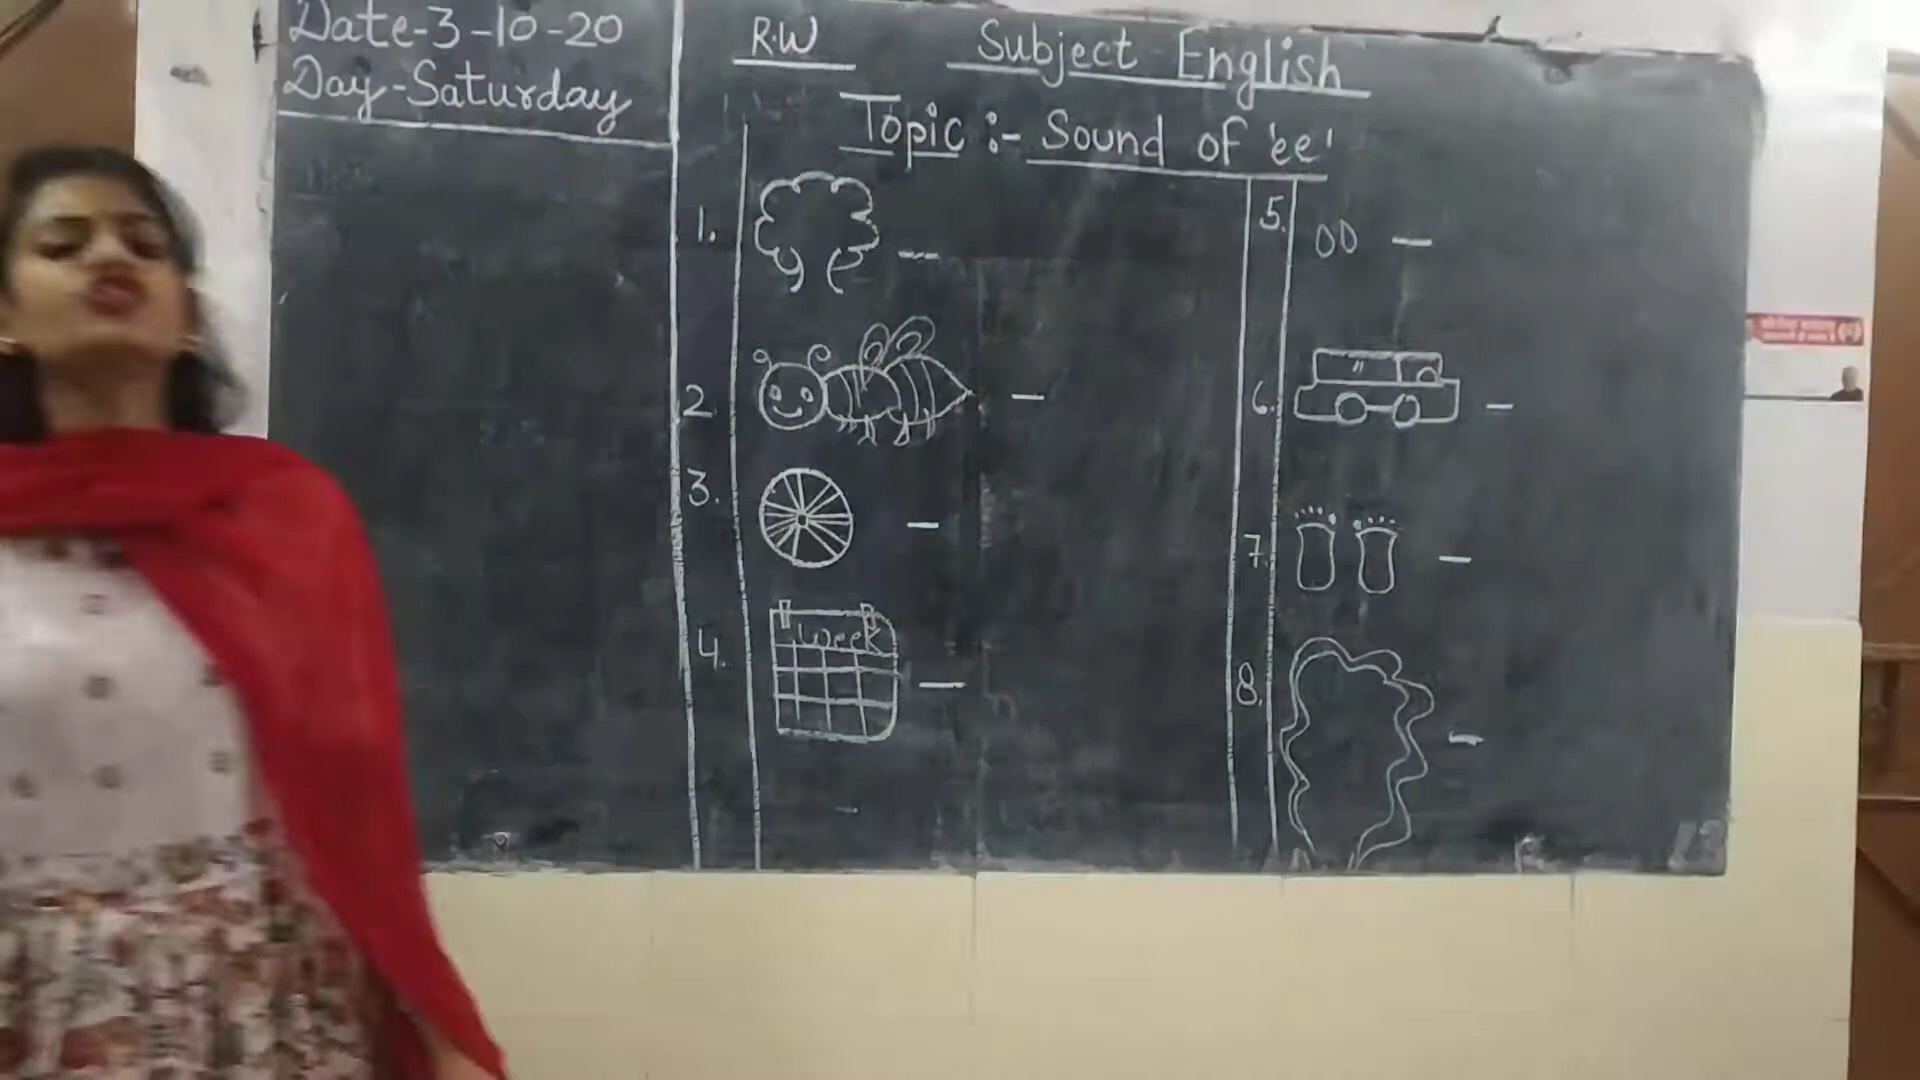 Date-3-10-20
Day-Saturday
R.W
Subject English
Topic :- Sound of 'ee'
1.
2
3.
4.
Week
5.
6.
7.
8.